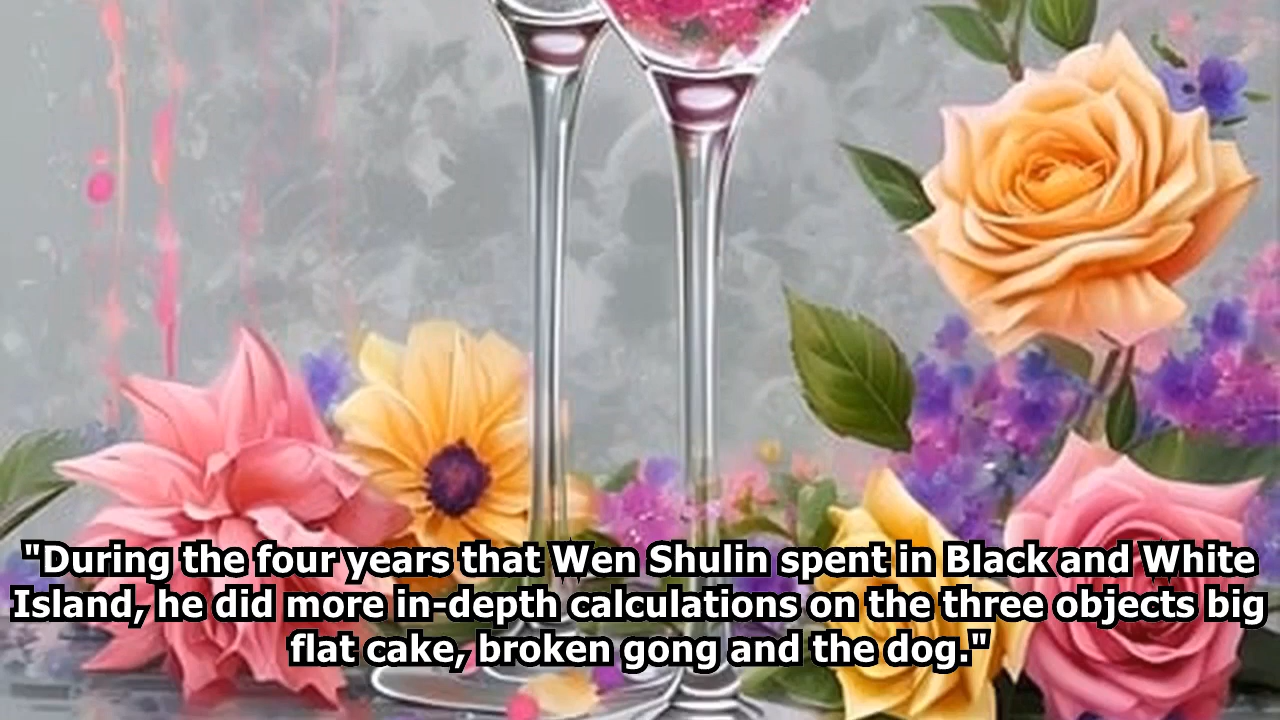 "During the four years that Wen Shulin spent in Black and White
Island, he did more in-depth calculations on the three objects big
flat cake, broken gong and the dog."